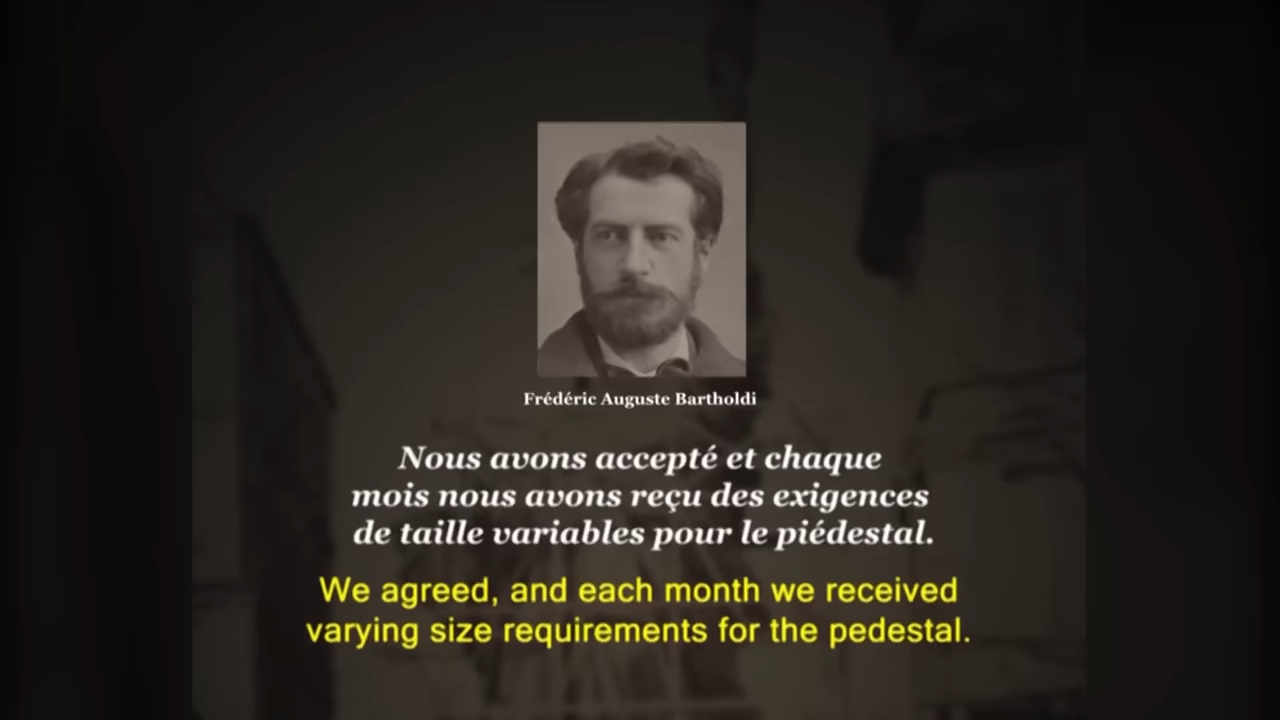 Frédéric Auguste Bartholdi
Nous avons accepté et chaque
mois nous avons reçu des exigences
de taille variables pour le piédestal.
We agreed, and each month we received
varying size requirements for the pedestal.